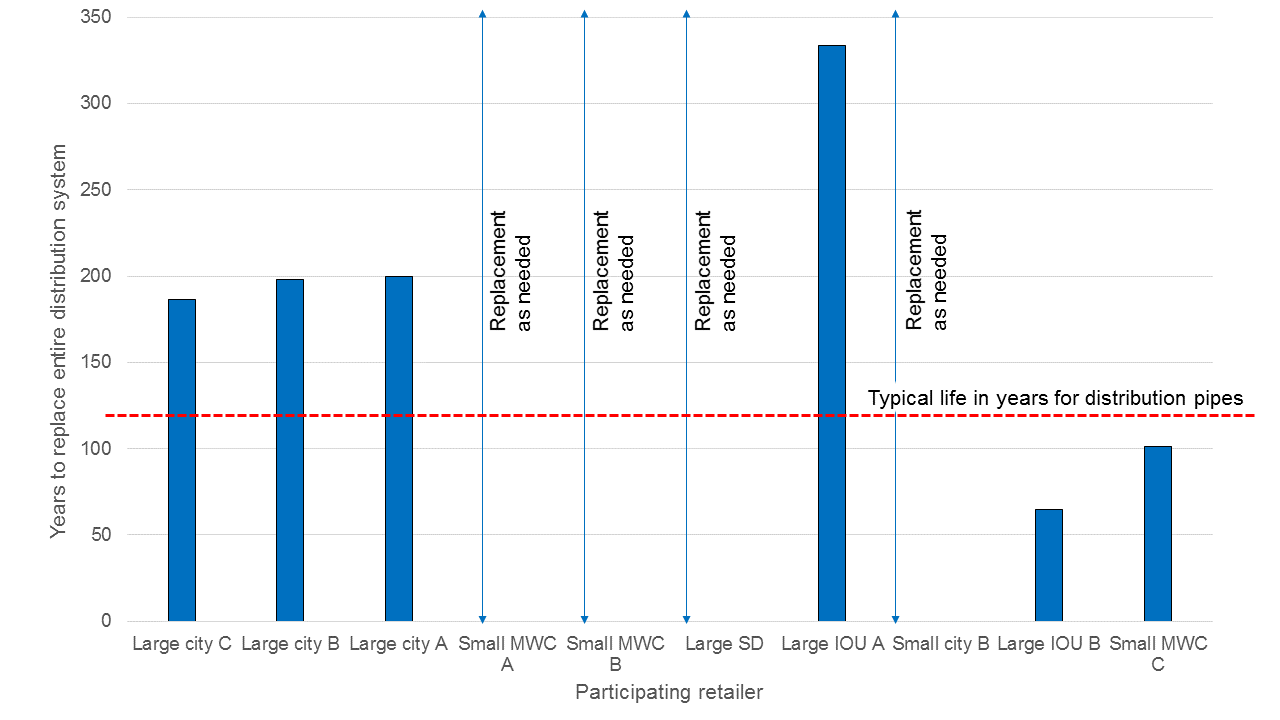 350
300
250
200
150
100
50
0
Years to replace entire distribution system
Replacement
as needed
Replacement
as needed
Replacement
as needed
Replacement
as needed
Typical life in years for distribution pipes
Large city C
Large city B
Large city A
Small MWC
A
Small MWC
B
Large SD
Large IOU A
Small city B
Large IOU B
Small MWC
C
Participating retailer